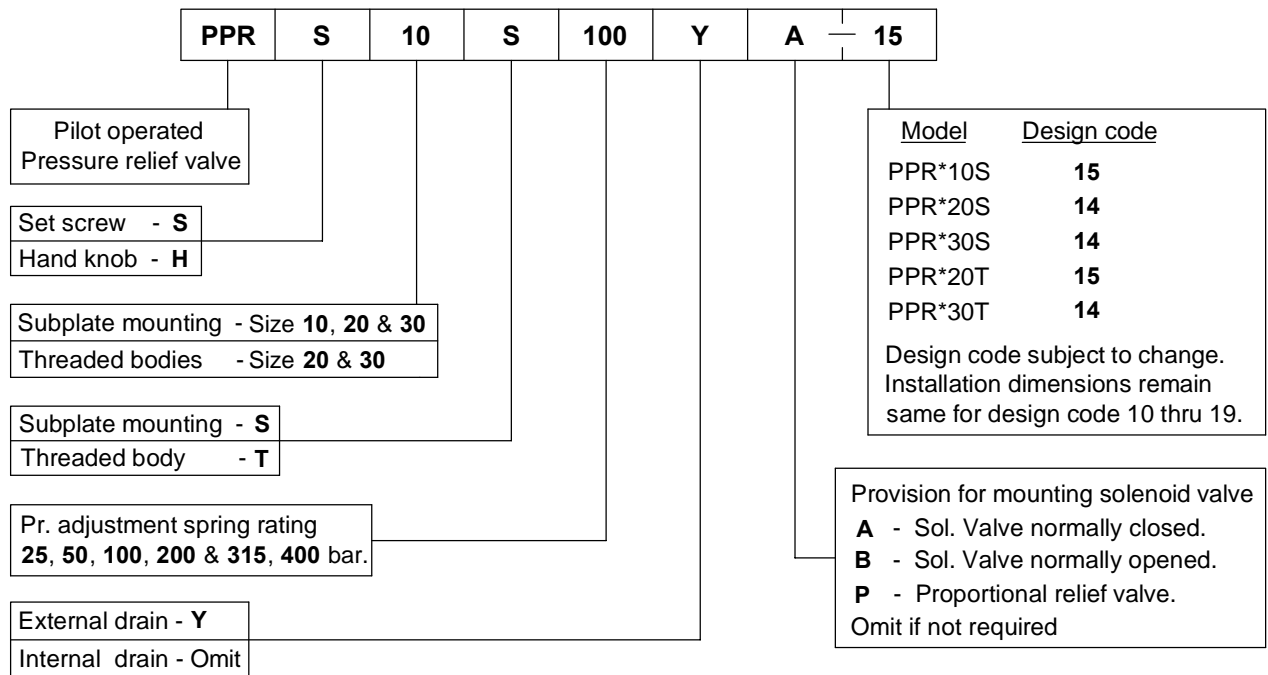 PPR S 10 S 100 Y A — 15
Pilot operated
Pressure relief valve
Set screw - S
Hand knob - H
Subplate mounting - Size 10, 20 & 30
Threaded bodies - Size 20 & 30
Subplate mounting - S
Threaded body - T
Pr. adjustment spring rating
25, 50, 100, 200 & 315, 400 bar.
External drain - Y
Internal drain - Omit
Model Design code
PPR*10S 15
PPR*20S 14
PPR*30S 14
PPR*20T 15
PPR*30T 14
Design code subject to change.
Installation dimensions remain
same for design code 10 thru 19.
Provision for mounting solenoid valve
A - Sol. Valve normally closed.
B - Sol. Valve normally opened.
P - Proportional relief valve.
Omit if not required